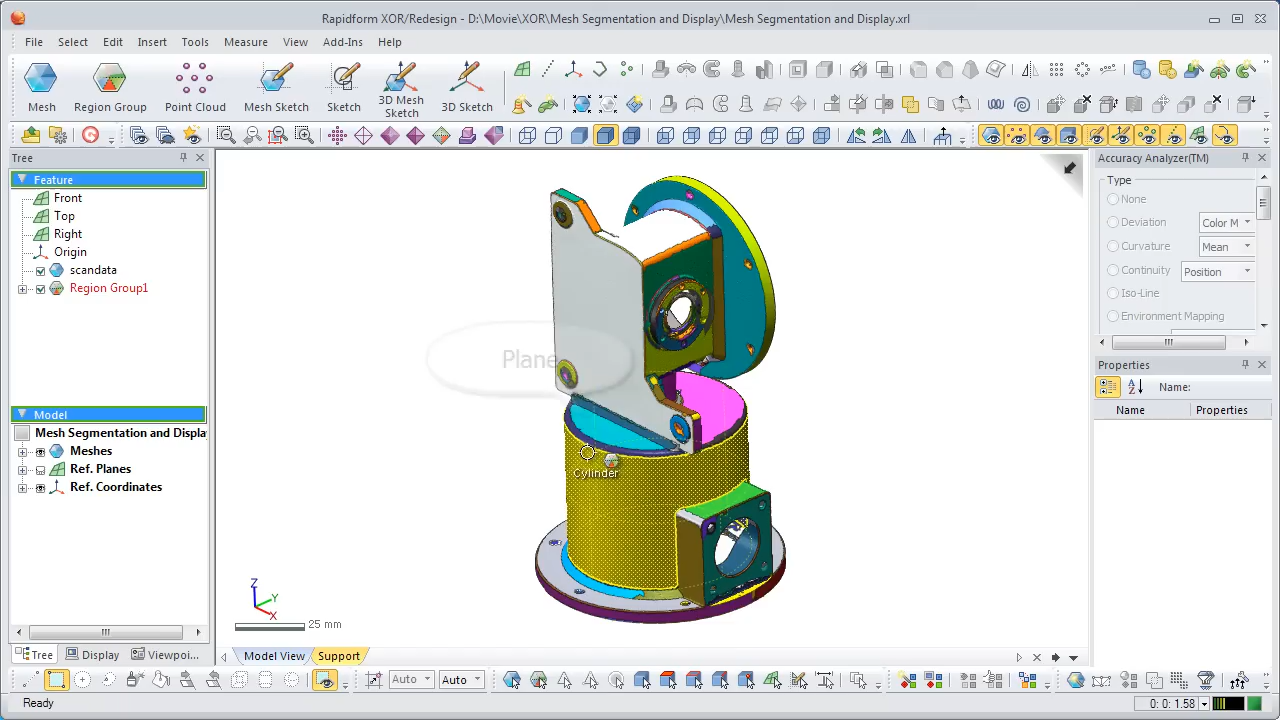 Rapidform XOR/Redesign - D:\Movie\XOR\Mesh Segmentation and Display\Mesh Segmentation and Display.xrl
File Select Edit Insert Tools Measure View Add-Ins Help
Mesh Region Group Point Cloud Mesh Sketch Sketch 3D Mesh Sketch 3D Sketch
Tree
Feature
Front
Top
Right
Origin
scandata
Region Group1
Model
Mesh Segmentation and Displa
Meshes
Ref. Planes
Ref. Coordinates
Tree Display Viewpoi...
Plane
Cylinder
Z
Y
X
25 mm
Model View Support
Accuracy Analyzer(TM)
Type
None
Deviation Color M
Curvature Mean
Continuity Position
Iso-Line
Environment Mapping
Properties
Name:
Name Properties
Auto Auto
Ready
0: 0: 1.58